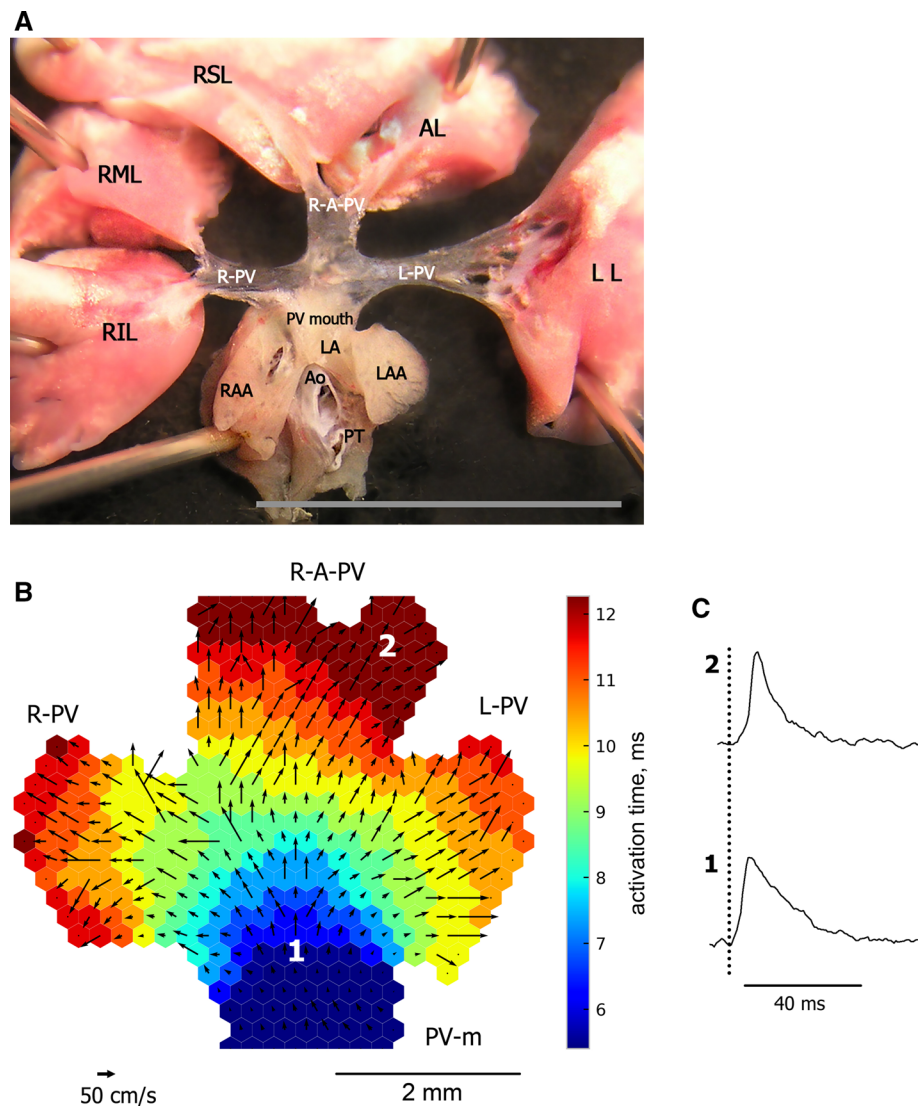 A
RSL
AL
RML
R-A-PV
R-PV
L-PV
L L
PV mouth
RIL
LA
Ao
LAA
RAA
PT
B
R-A-PV
C
12
2
2
R-PV
L-PV
11
10
activation time, ms
9
1
8
1
7
6
40 ms
PV-m
50 cm/s
2 mm